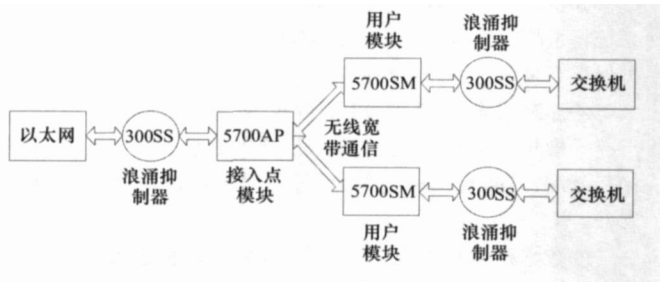 用户
模块
浪涌抑
制器
5700SM
300SS
交换机
以太网
300SS
5700AP
无线宽
带通信
浪涌抑
制器
接入点
模块
5700SM
300SS
交换机
用户
模块
浪涌抑
制器